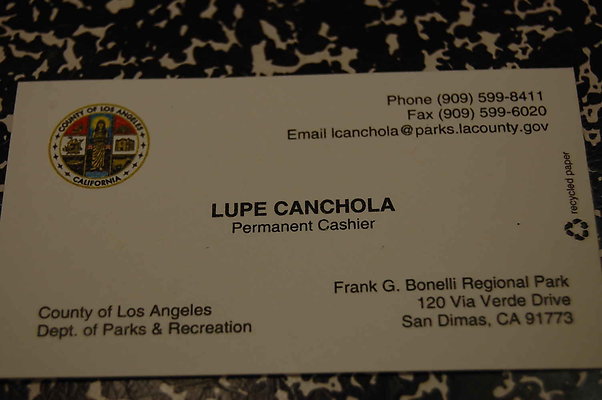 Phone (909) 599-8411
Fax (909) 599-6020
Email lcanchola@parks.lacounty.gov
COUNTY OF LOS ANGELES
CALIFORNIA
recycled paper
LUPE CANCHOLA
Permanent Cashier
Frank G. Bonelli Regional Park
120 Via Verde Drive
San Dimas, CA 91773
County of Los Angeles
Dept. of Parks & Recreation